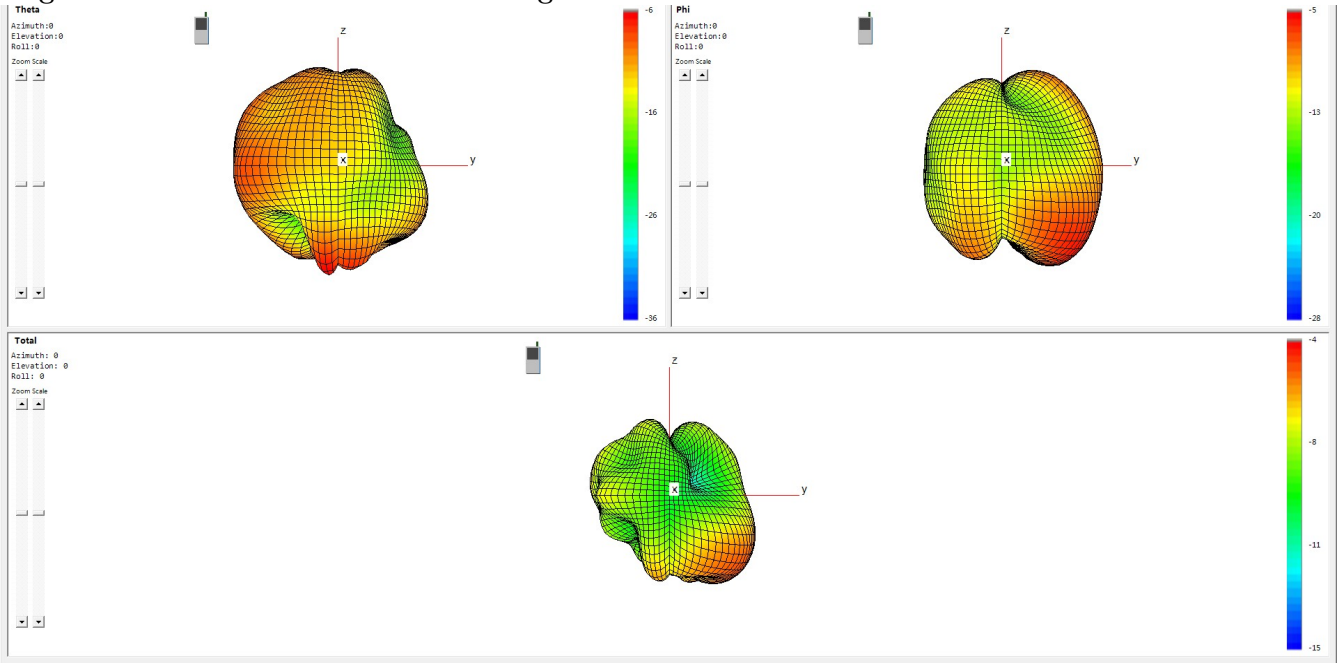 Theta
Azimuth:0
Elevation:0
Roll:0
Zoom Scale
z
x
y
-6
-16
-26
-36
Phi
Azimuth:0
Elevation:0
Roll:0
Zoom Scale
z
x
y
-5
-13
-20
-28
Total
Azimuth: 0
Elevation: 0
Roll: 0
Zoom Scale
z
x
y
-4
-8
-11
-15